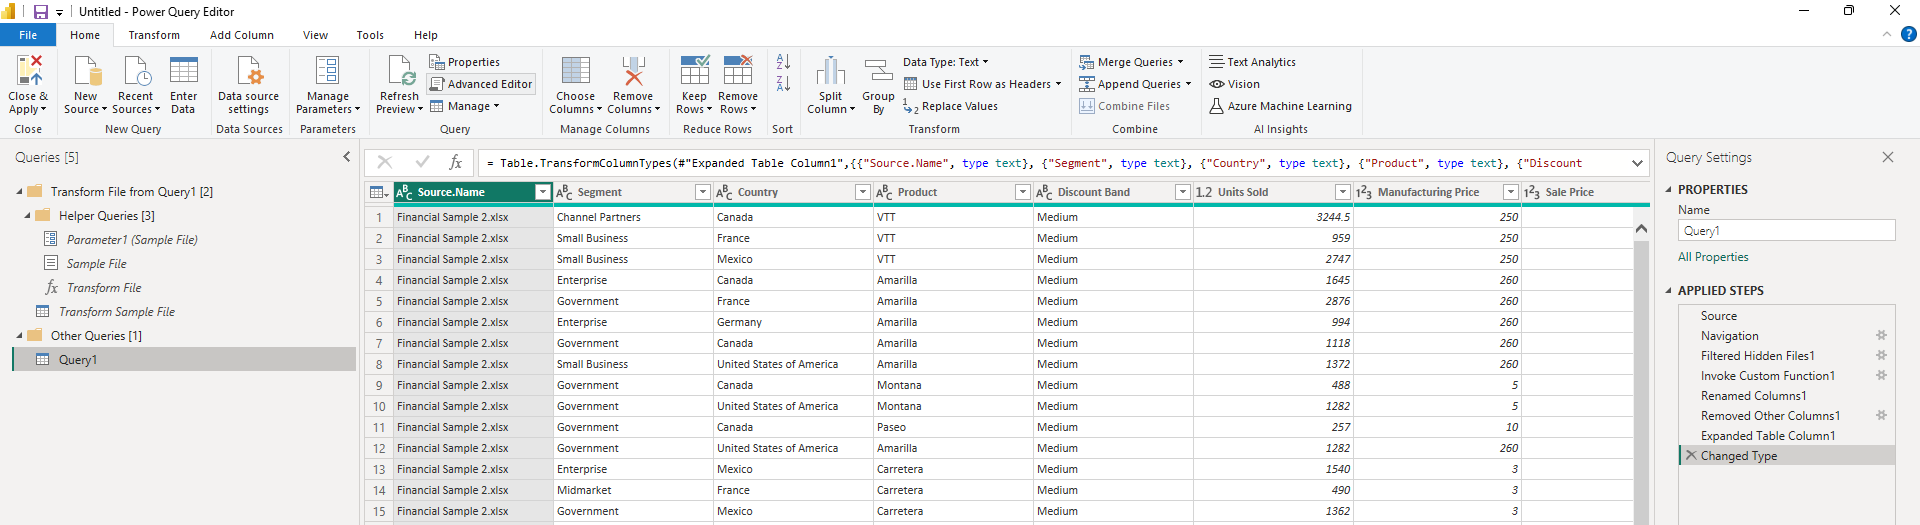 Untitled - Power Query Editor
File Home Transform Add Column View Tools Help
Close & Apply
Close
New Source
Recent Sources
Enter Data
New Query
Data source settings
Data Sources
Manage Parameters
Parameters
Refresh Preview
Properties
Advanced Editor
Manage
Query
Choose Columns
Remove Columns
Manage Columns
Keep Rows
Remove Rows
Reduce Rows
Sort
Split Column
Group By
Data Type: Text
Use First Row as Headers
Replace Values
Transform
Merge Queries
Append Queries
Combine Files
Combine
Text Analytics
Vision
Azure Machine Learning
AI Insights
Queries [5]
Transform File from Query1 [2]
Helper Queries [3]
Parameter1 (Sample File)
Sample File
fx Transform File
Transform Sample File
Other Queries [1]
Query1
fx = Table.TransformColumnTypes(#"Expanded Table Column1",{{"Source.Name", type text}, {"Segment", type text}, {"Country", type text}, {"Product", type text}, {"Discount
ABC Source.Name ABC Segment ABC Country ABC Product ABC Discount Band 1.2 Units Sold 123 Manufacturing Price 123 Sale Price
1 Financial Sample 2.xlsx Channel Partners Canada VTT Medium 3244.5 250
2 Financial Sample 2.xlsx Small Business France VTT Medium 959 250
3 Financial Sample 2.xlsx Small Business Mexico VTT Medium 2747 250
4 Financial Sample 2.xlsx Enterprise Canada Amarilla Medium 1645 260
5 Financial Sample 2.xlsx Government France Amarilla Medium 2876 260
6 Financial Sample 2.xlsx Enterprise Germany Amarilla Medium 994 260
7 Financial Sample 2.xlsx Government Canada Amarilla Medium 1118 260
8 Financial Sample 2.xlsx Small Business United States of America Amarilla Medium 1372 260
9 Financial Sample 2.xlsx Government Canada Montana Medium 488 5
10 Financial Sample 2.xlsx Government United States of America Montana Medium 1282 5
11 Financial Sample 2.xlsx Government Canada Paseo Medium 257 10
12 Financial Sample 2.xlsx Government United States of America Amarilla Medium 1282 260
13 Financial Sample 2.xlsx Enterprise Mexico Carretera Medium 1540 3
14 Financial Sample 2.xlsx Midmarket France Carretera Medium 490 3
15 Financial Sample 2.xlsx Government Mexico Carretera Medium 1362 3
Query Settings
PROPERTIES
Name
Query1
All Properties
APPLIED STEPS
Source
Navigation
Filtered Hidden Files1
Invoke Custom Function1
Renamed Columns1
Removed Other Columns1
Expanded Table Column1
Changed Type